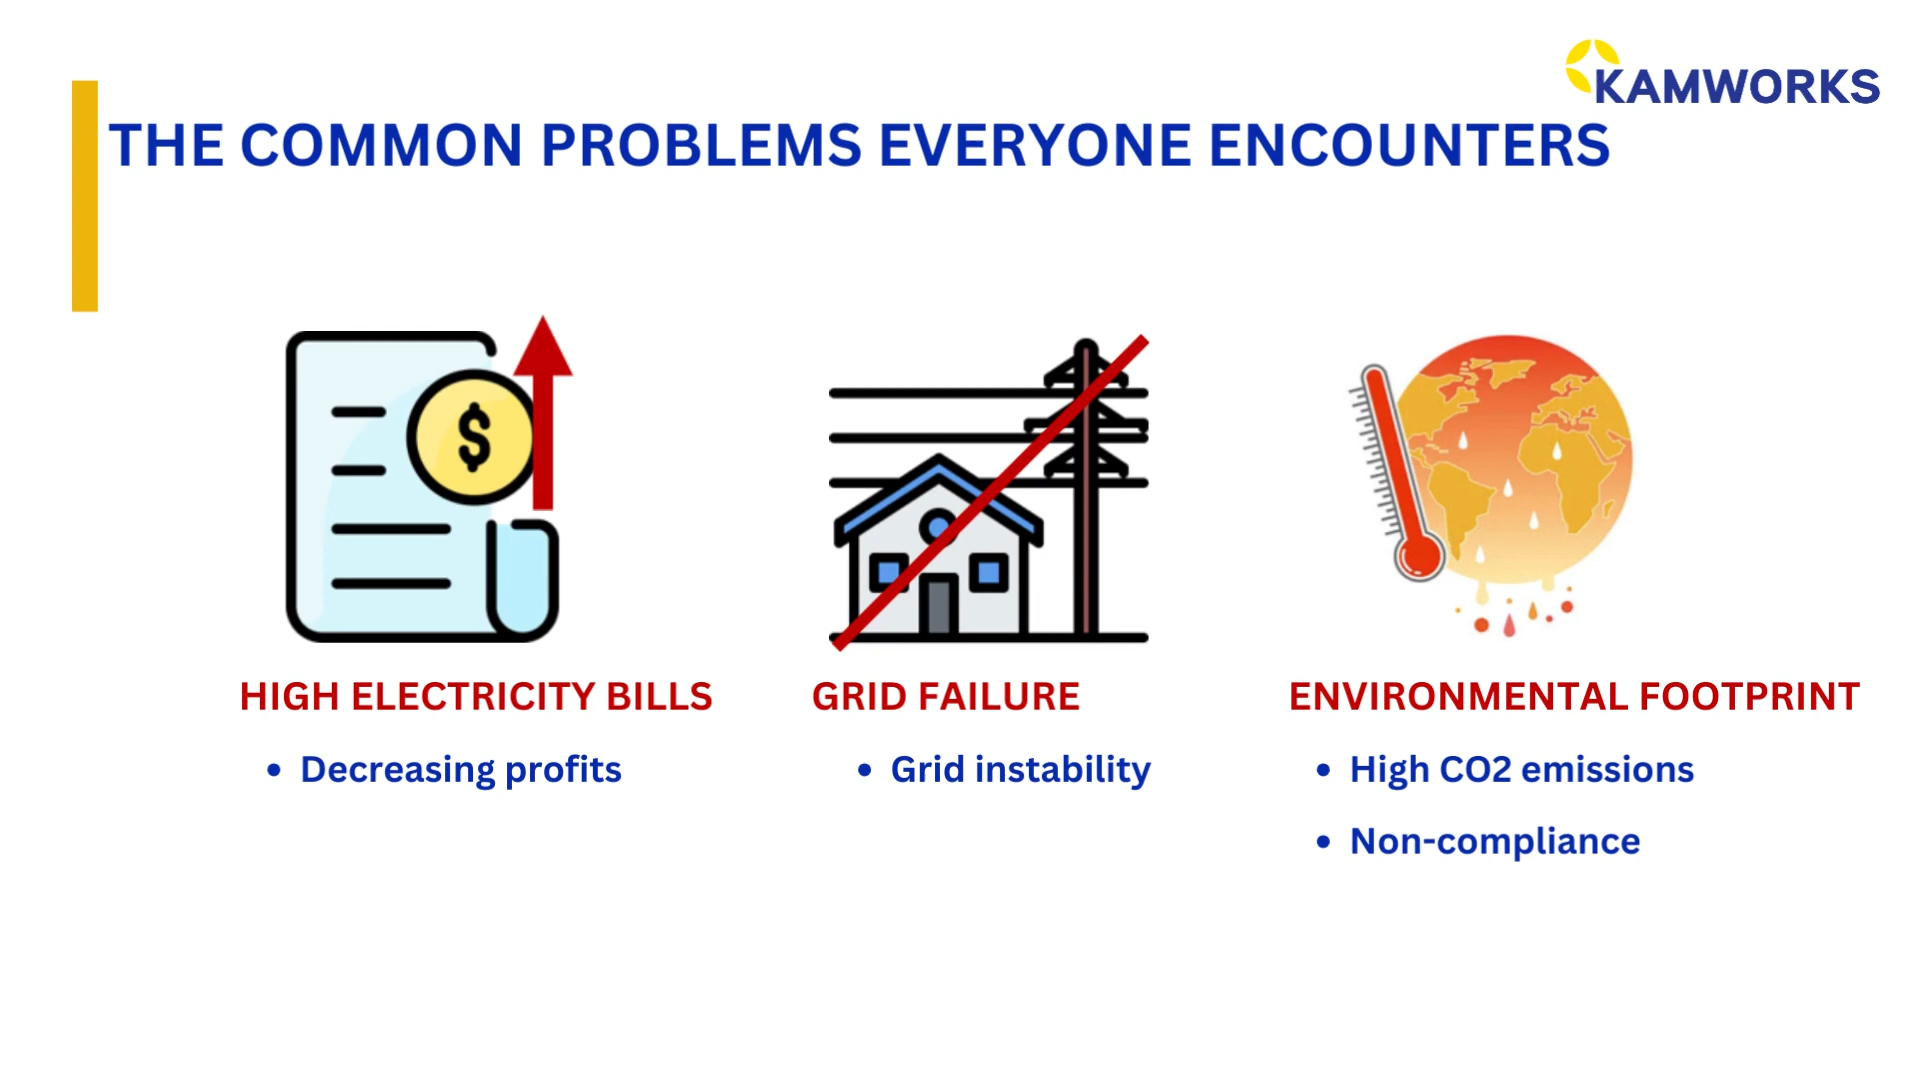 KAMWORKS
THE COMMON PROBLEMS EVERYONE ENCOUNTERS
$
HIGH ELECTRICITY BILLS
• Decreasing profits
GRID FAILURE
• Grid instability
ENVIRONMENTAL FOOTPRINT
• High CO2 emissions
• Non-compliance